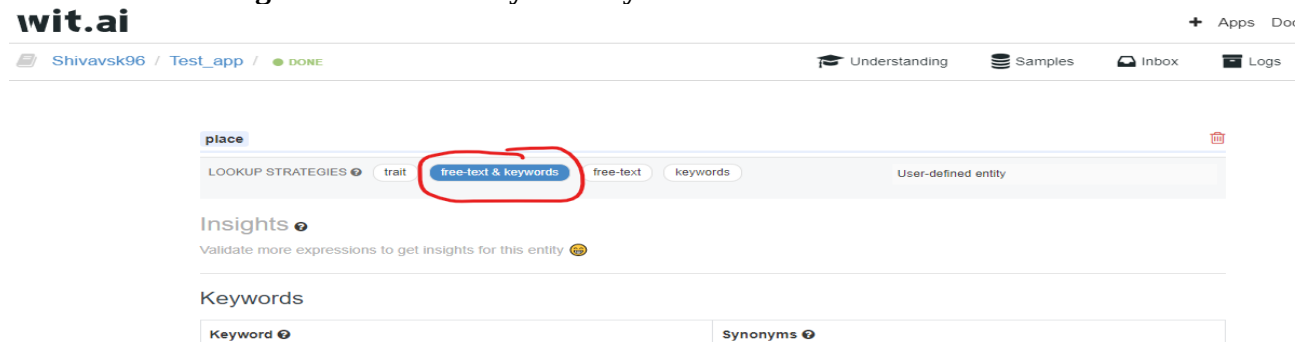 wit.ai
+ Apps
Shivavsk96 / Test_app / DONE Understanding Samples Inbox Logs
place
LOOKUP STRATEGIES trait free-text & keywords free-text keywords User-defined entity
Insights
Validate more expressions to get insights for this entity
Keywords
Keyword Synonyms